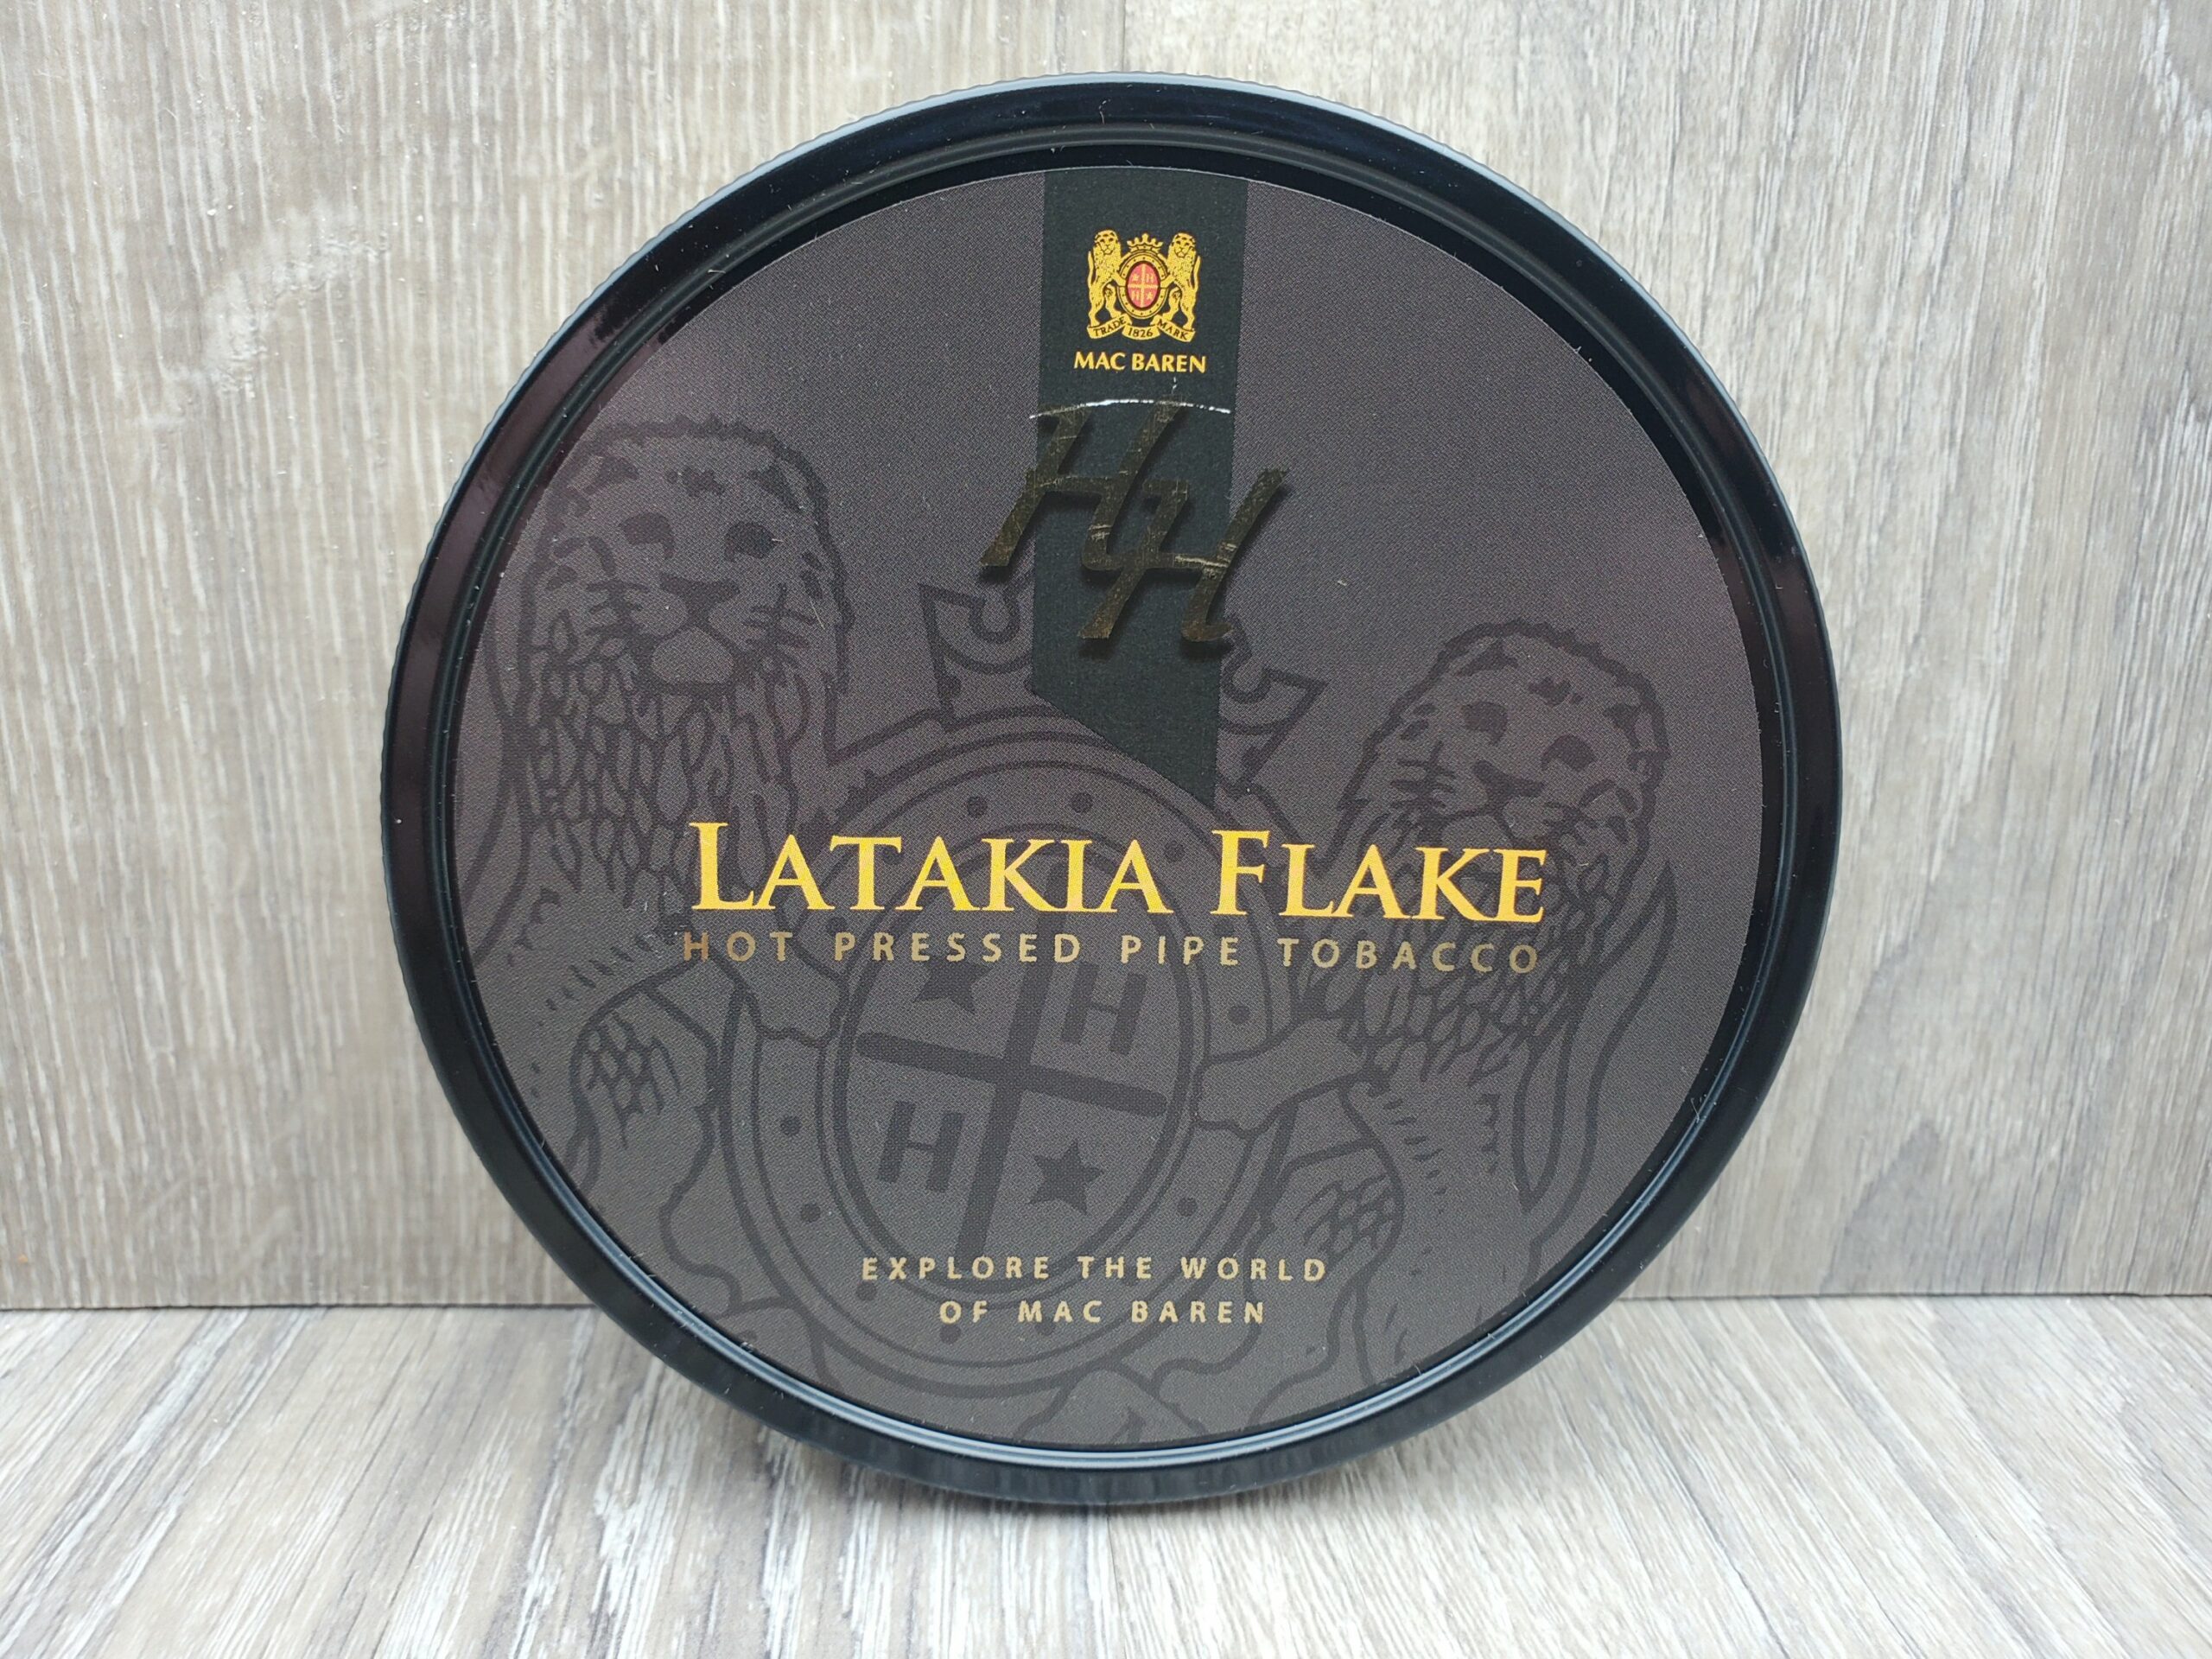 H
H
TRADE 1826 MARK
MAC BAREN
HH
LATAKIA FLAKE
HOT PRESSED PIPE TOBACCO
H
H
EXPLORE THE WORLD
OF MAC BAREN